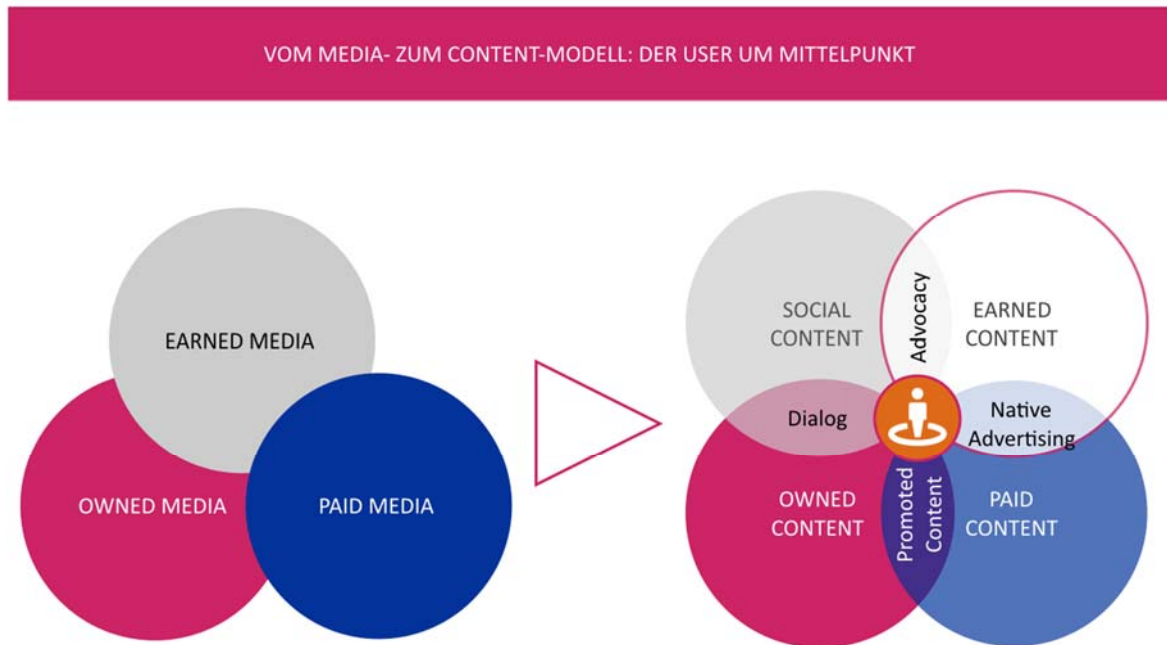 VOM MEDIA- ZUM CONTENT-MODELL: DER USER UM MITTELPUNKT
EARNED MEDIA
OWNED MEDIA
PAID MEDIA
SOCIAL
CONTENT
Advocacy
EARNED
CONTENT
Dialog
Native
Advertising
OWNED
CONTENT
Promoted
Content
PAID
CONTENT